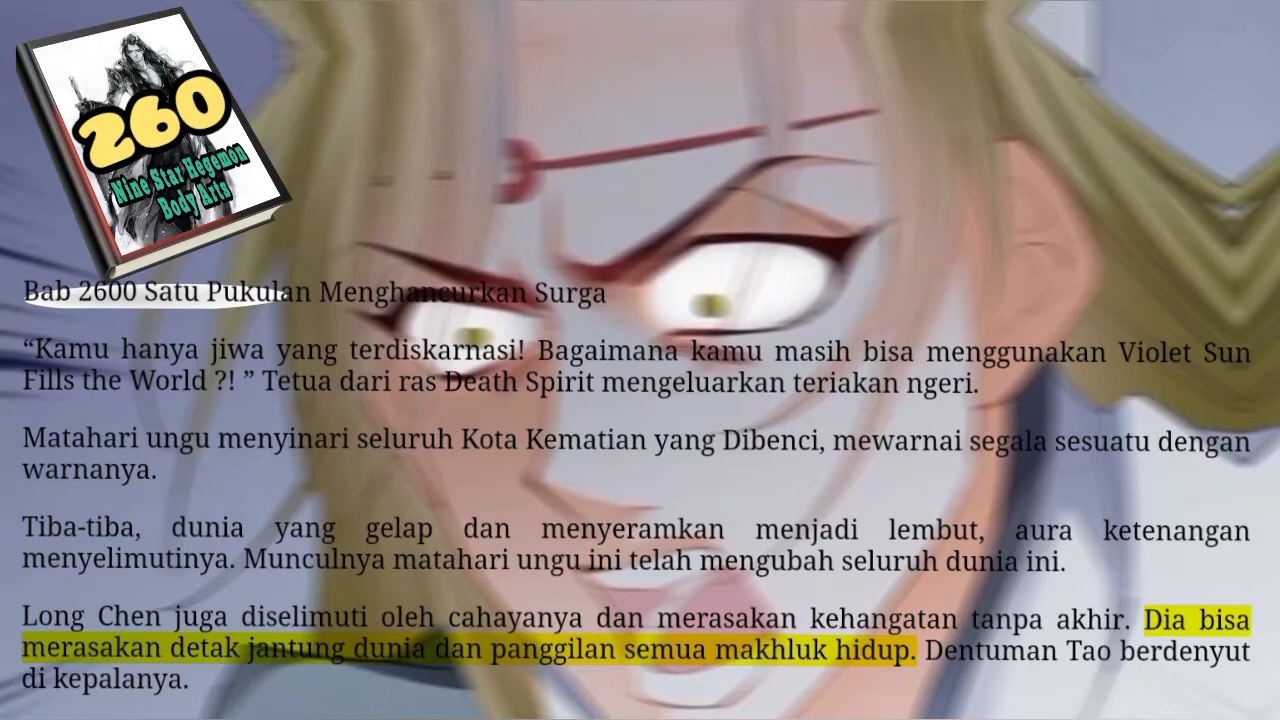 260
Nine Star Hegemon
Body Arts
Bab 2600 Satu Pukulan Menghancurkan Surga
“Kamu hanya jiwa yang terdiskarnasi! Bagaimana kamu masih bisa menggunakan Violet Sun
Fills the World ?! ” Tetua dari ras Death Spirit mengeluarkan teriakan ngeri.
Matahari ungu menyinari seluruh Kota Kematian yang Dibenci, mewarnai segala sesuatu dengan
warnanya.
Tiba-tiba, dunia yang gelap dan menyeramkan menjadi lembut, aura ketenangan
menyelimutinya. Munculnya matahari ungu ini telah mengubah seluruh dunia ini.
Long Chen juga diselimuti oleh cahayanya dan merasakan kehangatan tanpa akhir. Dia bisa
merasakan detak jantung dunia dan panggilan semua makhluk hidup. Dentuman Tao berdenyut
di kepalanya.